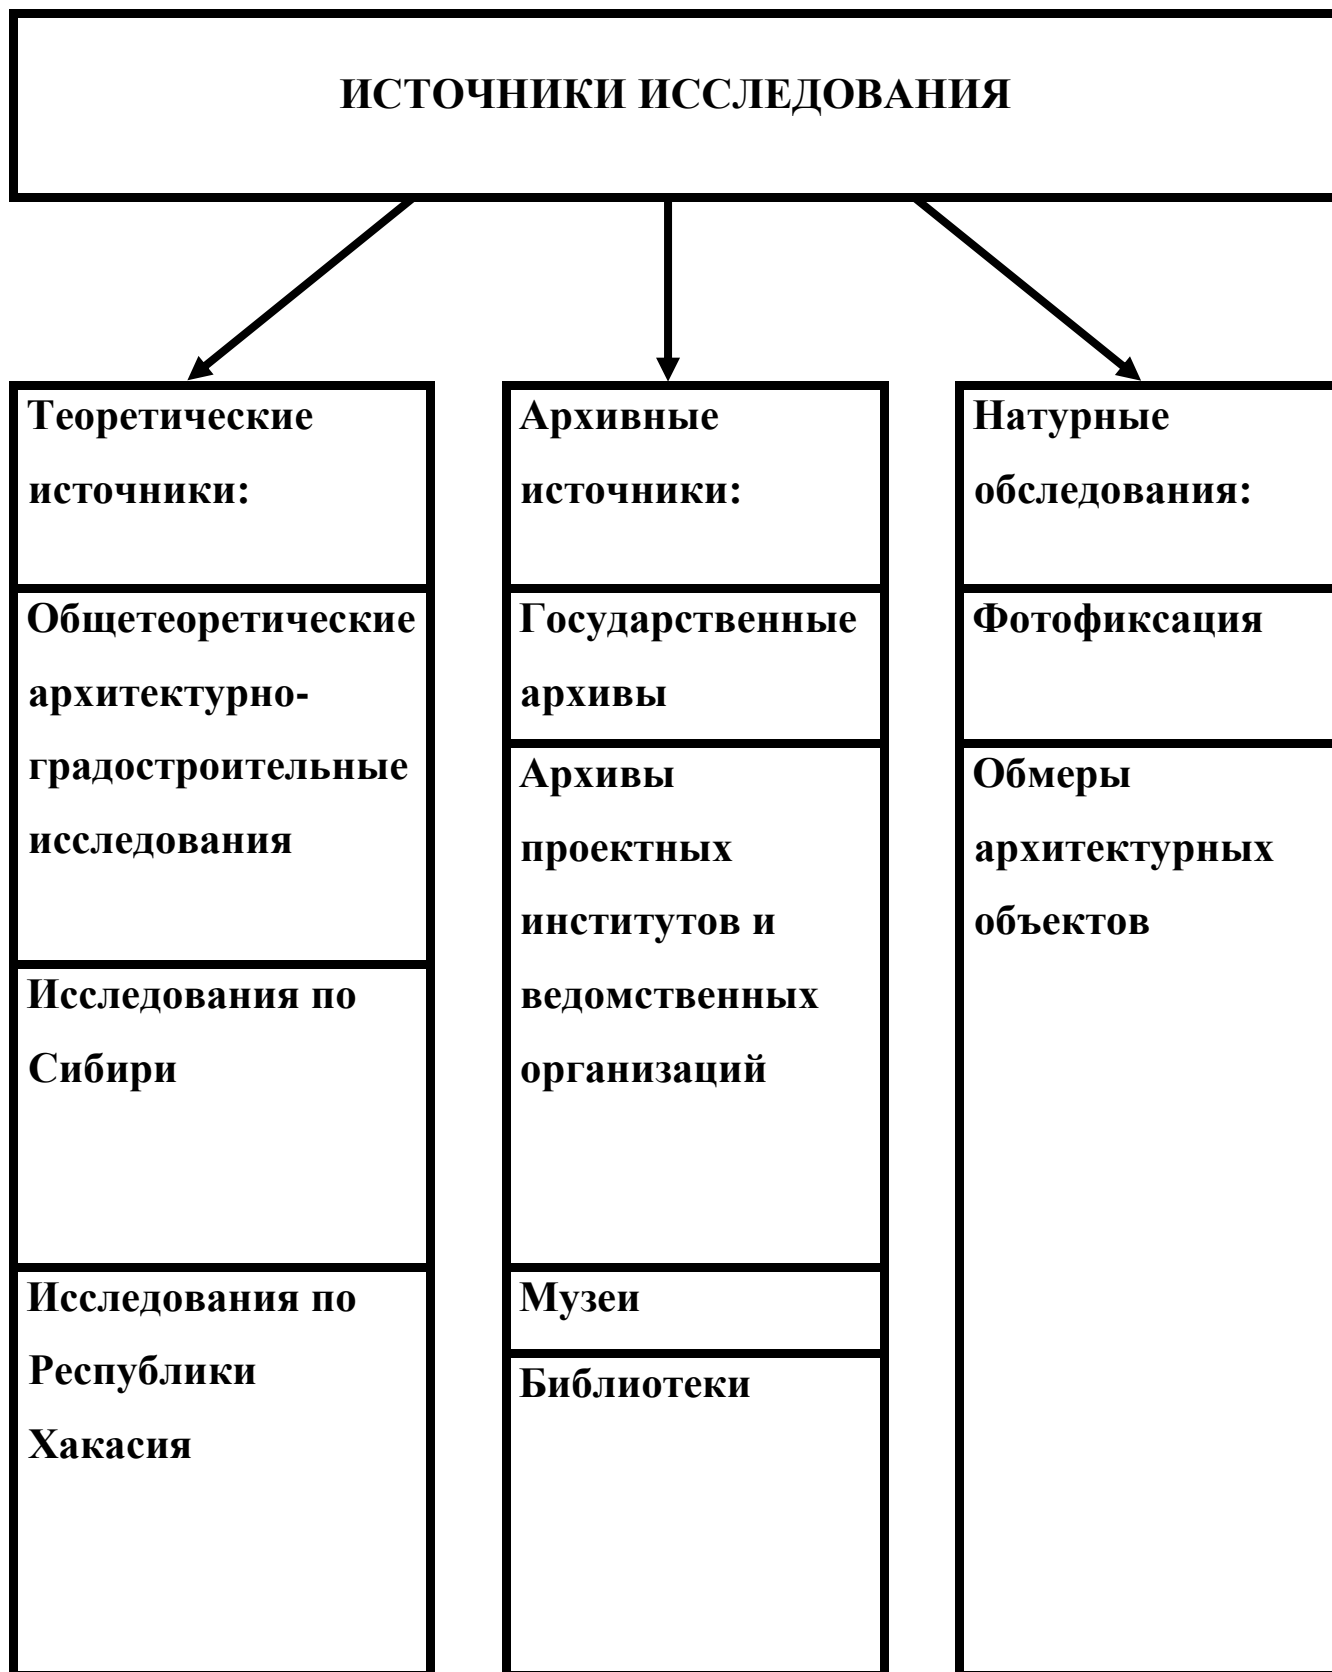 ИСТОЧНИКИ ИССЛЕДОВАНИЯ
Теоретические
источники:
Общетеоретические
архитектурно-
градостроительные
исследования
Исследования по
Сибири
Исследования по
Республики
Хакасия
Архивные
источники:
Государственные
архивы
Архивы
проектных
институтов и
ведомственных
организаций
Музеи
Библиотеки
Натурные
обследования:
Фотофиксация
Обмеры
архитектурных
объектов